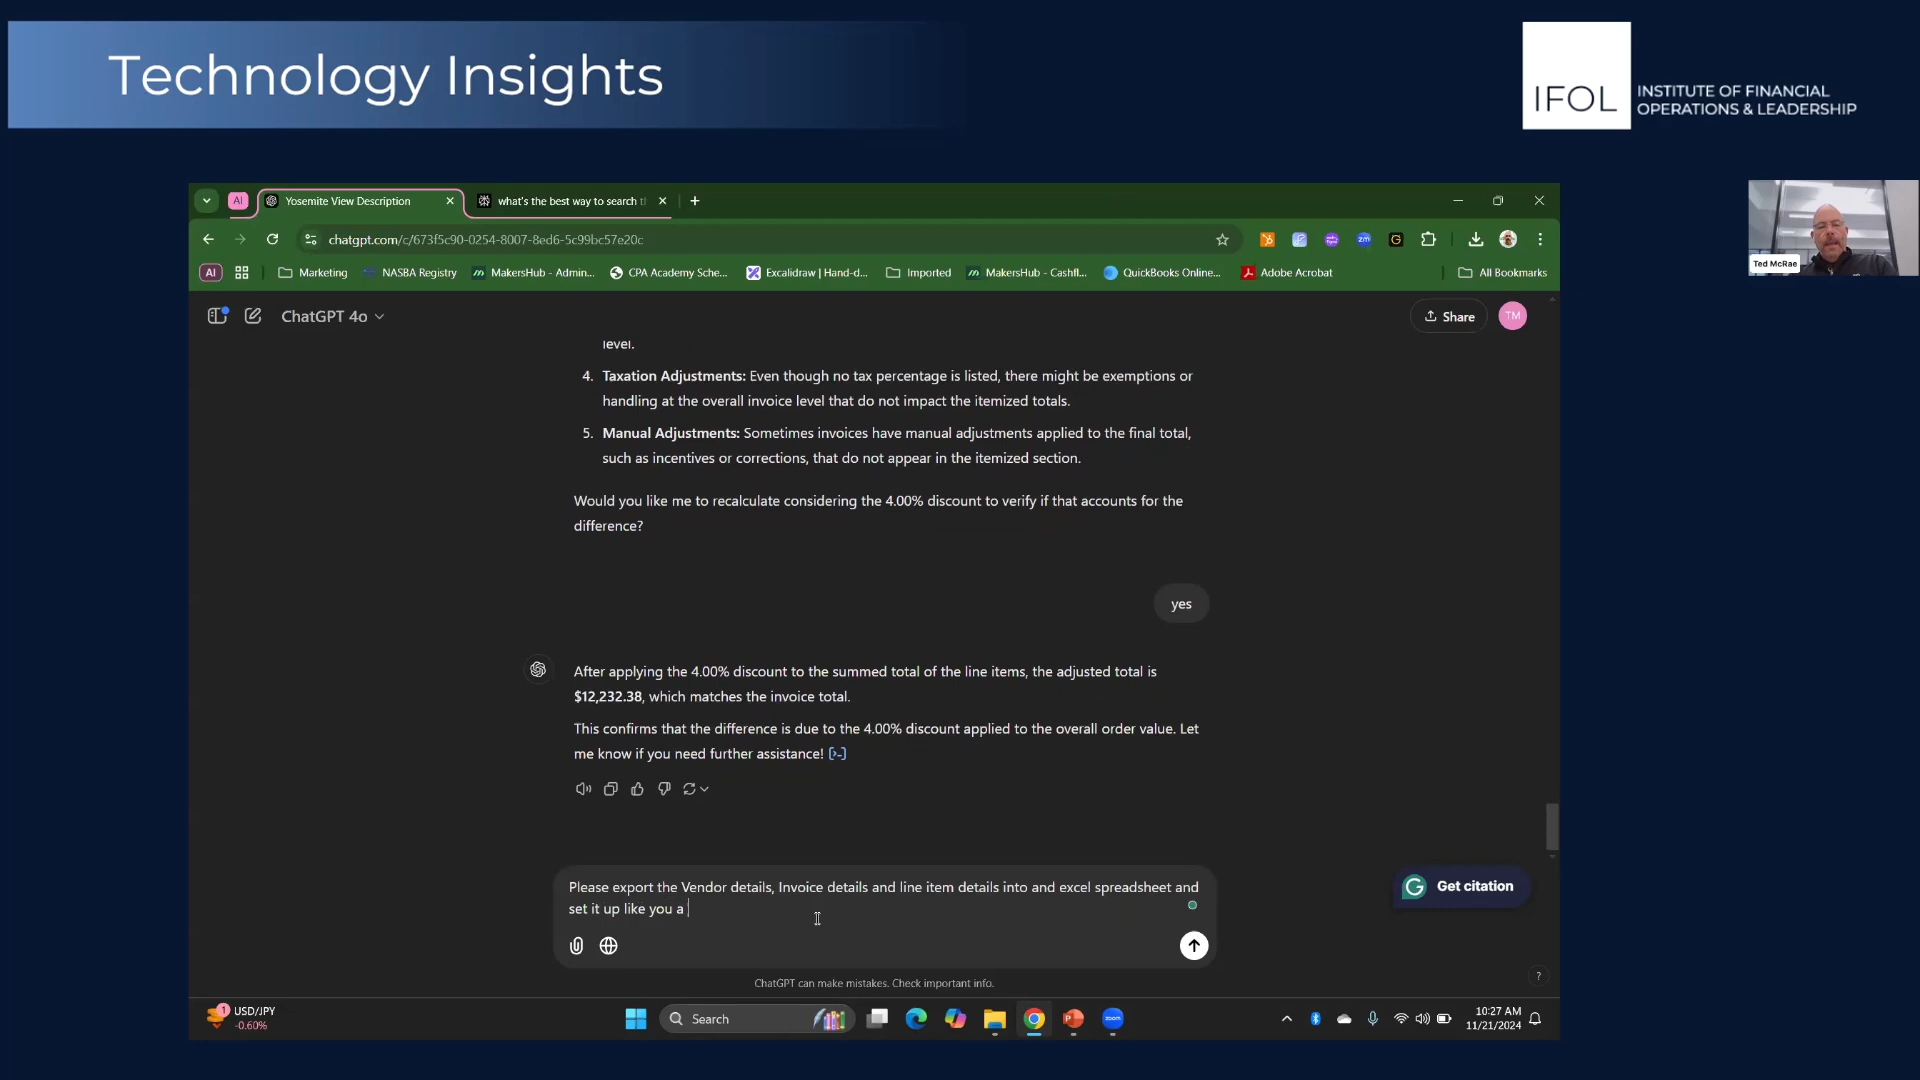 Technology Insights
IFOL
INSTITUTE OF FINANCIAL
OPERATIONS & LEADERSHIP
Ted McRae
AI
Yosemite View Description
what's the best way to search t
chatgpt.com/c/673f5c90-0254-8007-8ed6-5c99bc57e20c
AI
Marketing
NASBA Registry
MakersHub - Admin...
CPA Academy Sche...
Excalidraw | Hand-d...
Imported
MakersHub - Cashfl...
QuickBooks Online...
Adobe Acrobat
All Bookmarks
ChatGPT 4o
Share
TM
level.
4. Taxation Adjustments: Even though no tax percentage is listed, there might be exemptions or
handling at the overall invoice level that do not impact the itemized totals.
5. Manual Adjustments: Sometimes invoices have manual adjustments applied to the final total,
such as incentives or corrections, that do not appear in the itemized section.
Would you like me to recalculate considering the 4.00% discount to verify if that accounts for the
difference?
yes
After applying the 4.00% discount to the summed total of the line items, the adjusted total is
$12,232.38, which matches the invoice total.
This confirms that the difference is due to the 4.00% discount applied to the overall order value. Let
me know if you need further assistance! [>-]
Please export the Vendor details, Invoice details and line item details into and excel spreadsheet and
set it up like you a
Get citation
ChatGPT can make mistakes. Check important info.
?
1
USD/JPY
-0.60%
Search
zoom
10:27 AM
11/21/2024